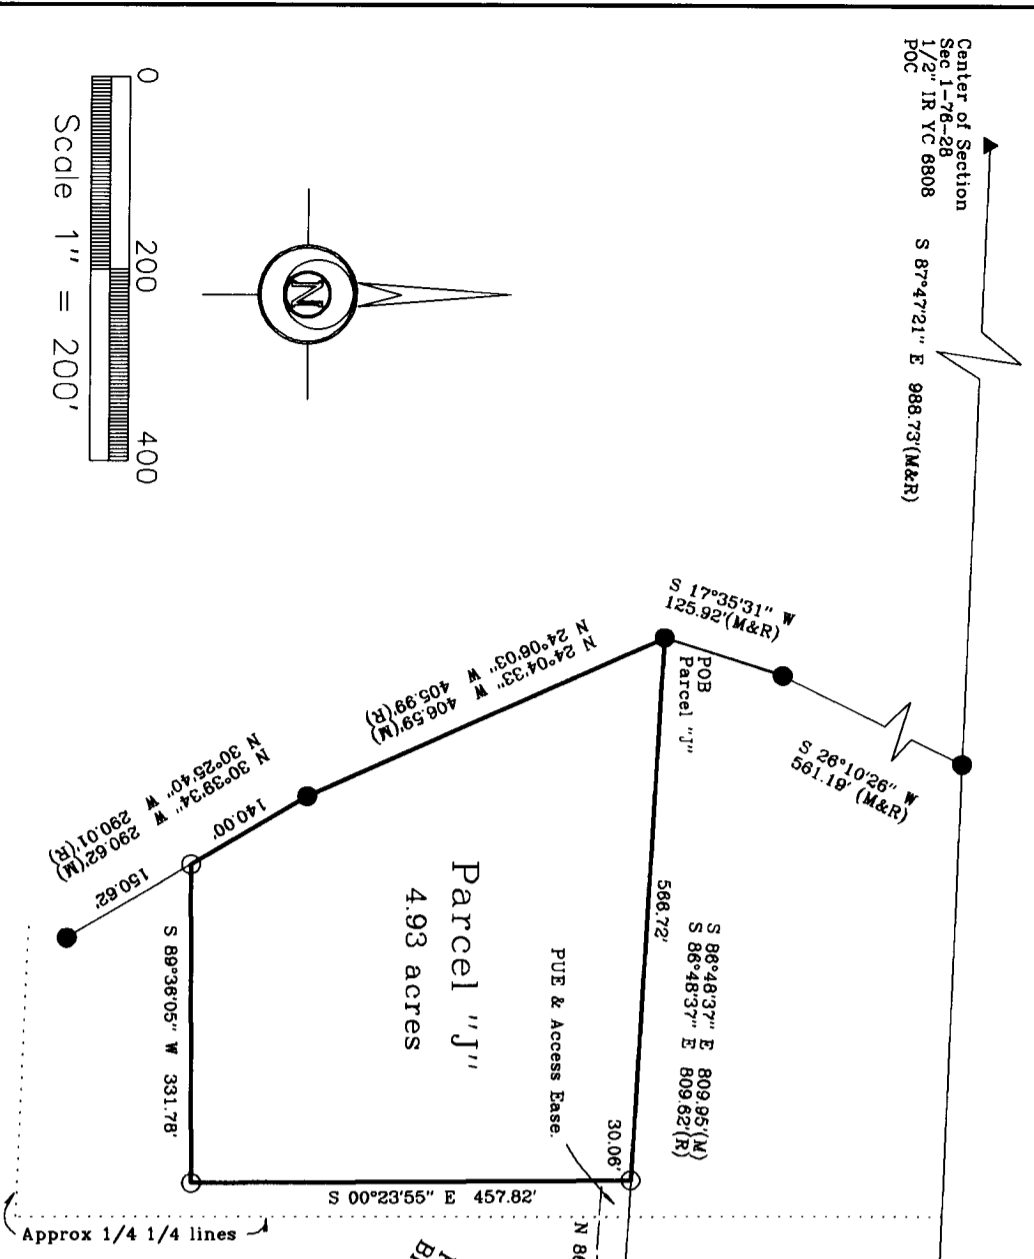 Center of Section
Sec 1-76-28
1/2" IR YC 6808
POC
S 87°47'21" E 988.73'(M&R)
S 26°10'26" W
561.19' (M&R)
S 17°35'31" W
125.92'(M&R)
POB
Parcel "J"
S 86°48'37" E 809.95'(M)
S 86°48'37" E 809.62'(R)
566.72'
30.06'
PUE & Access Ease.
N
N 24°04'33" W 406.59'(M)
N 24°06'03" W 405.99'(R)
Parcel "J"
4.93 acres
S 00°23'55" E 457.82'
140.00'
N 30°39'34" W 290.62'(M)
N 30°25'40" W 290.01'(R)
150.62'
S 89°36'05" W 331.78'
0 200 400
Scale 1" = 200'
Approx 1/4 1/4 lines